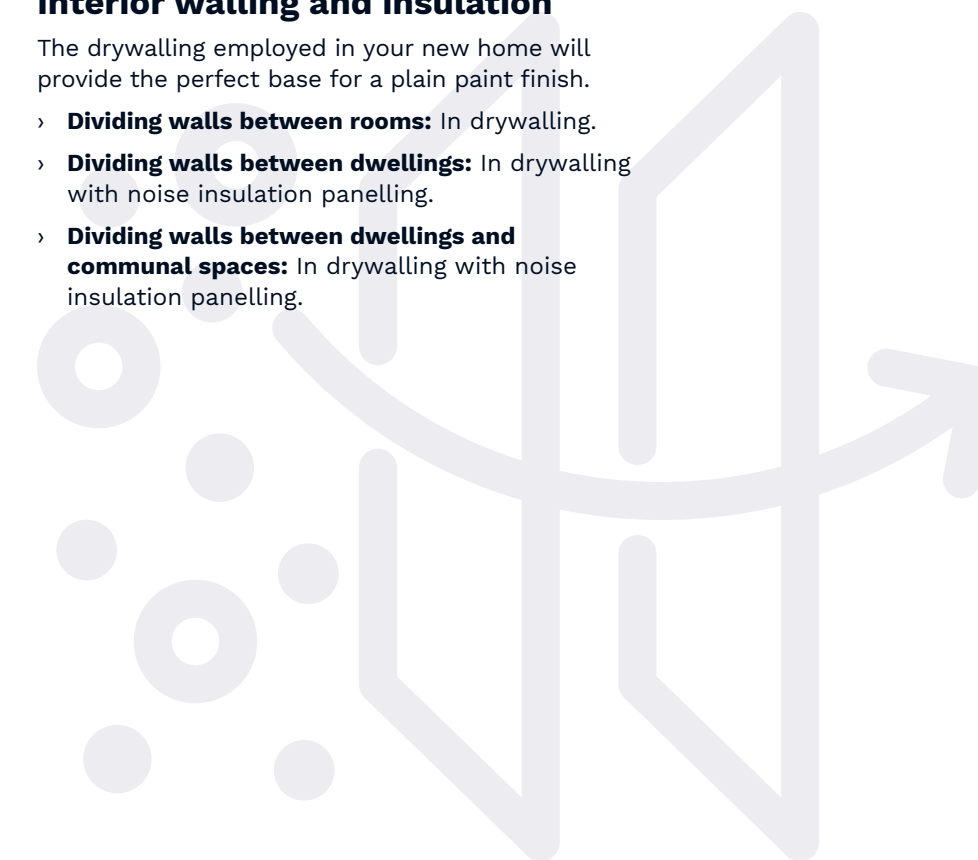 Interior walling and insulation
The drywalling employed in your new home will
provide the perfect base for a plain paint finish.
› Dividing walls between rooms: In drywalling.
› Dividing walls between dwellings: In drywalling
with noise insulation panelling.
› Dividing walls between dwellings and
communal spaces: In drywalling with noise
insulation panelling.